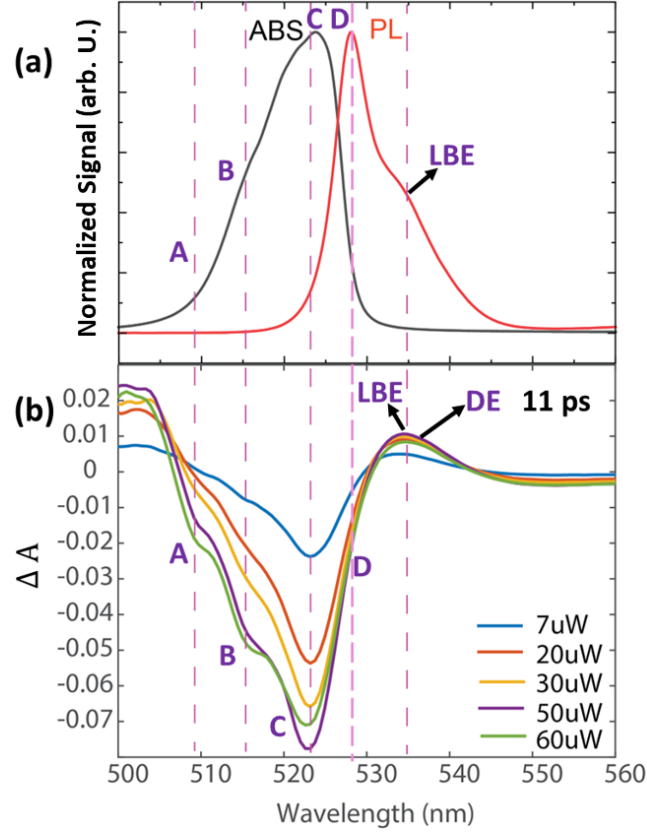 (a)
ABS
C D
PL
Normalized Signal (arb. U.)
LBE
B
A
(b)
0.02
0.01
0
-0.01
-0.02
-0.03
-0.04
-0.05
-0.06
-0.07
Δ A
LBE
DE
11 ps
A
B
C
D
7uW
20uW
30uW
50uW
60uW
500 510 520 530 540 550 560
Wavelength (nm)